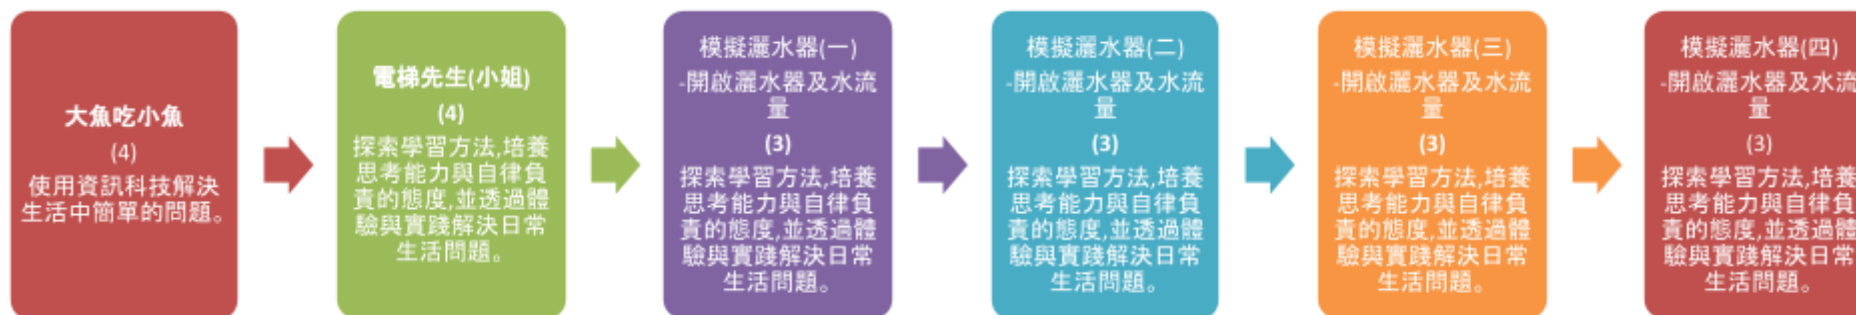 大魚吃小魚
(4)
使用資訊科技解決
生活中簡單的問題。
電梯先生(小姐)
(4)
探索學習方法,培養
思考能力與自律負
責的態度,並透過體
驗與實踐解決日常
生活問題。
模擬灑水器(一)
-開啟灑水器及水流
量
(3)
探索學習方法,培養
思考能力與自律負
責的態度,並透過體
驗與實踐解決日常
生活問題。
模擬灑水器(二)
-開啟灑水器及水流
量
(3)
探索學習方法,培養
思考能力與自律負
責的態度,並透過體
驗與實踐解決日常
生活問題。
模擬灑水器(三)
-開啟灑水器及水流
量
(3)
探索學習方法,培養
思考能力與自律負
責的態度,並透過體
驗與實踐解決日常
生活問題。
模擬灑水器(四)
-開啟灑水器及水流
量
(3)
探索學習方法,培養
思考能力與自律負
責的態度,並透過體
驗與實踐解決日常
生活問題。